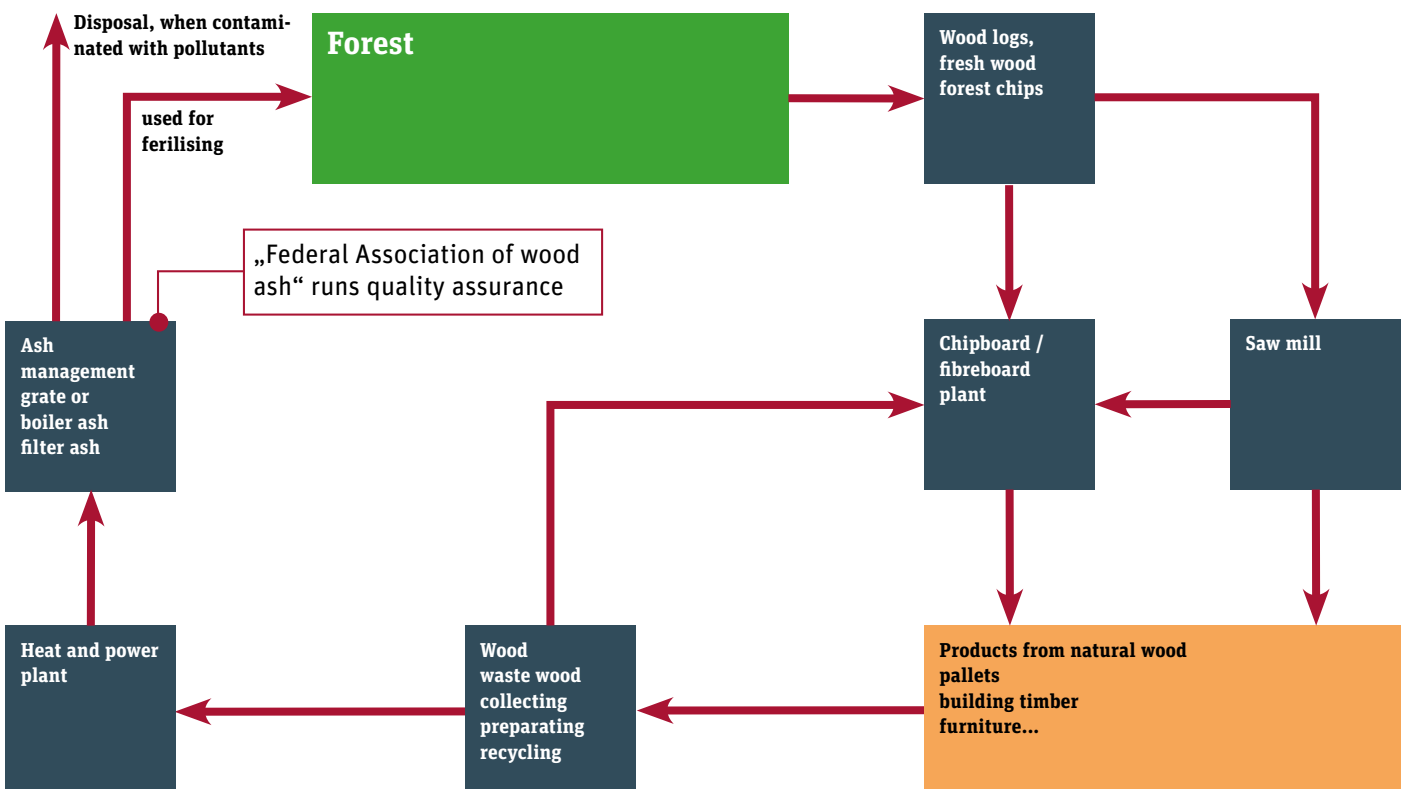 Disposal, when contami-
nated with pollutants
Forest
Wood logs,
fresh wood
forest chips
used for
ferilising
„Federal Association of wood
ash“ runs quality assurance
Ash
management
grate or
boiler ash
filter ash
Chipboard /
fibreboard
plant
Saw mill
Heat and power
plant
Wood
waste wood
collecting
preparating
recycling
Products from natural wood
pallets
building timber
furniture...